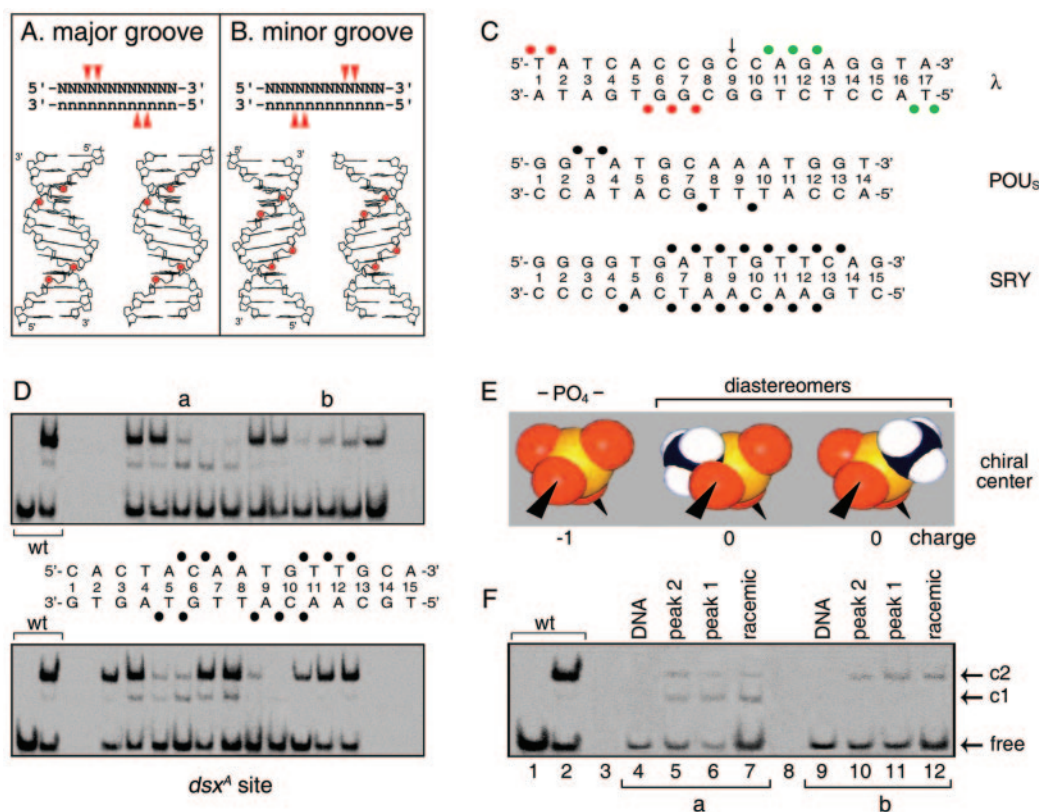 A. major groove
5'-NNNNNNNNNNNN-3'
3'-nnnnnnnnnnnn-5'
3'
5'
5'
3'
B. minor groove
5'-NNNNNNNNNNNN-3'
3'-nnnnnnnnnnnn-5'
5'
3'
3'
5'
C
5'- T A T C A C C G C C A G A G G T A -3'
1 2 3 4 5 6 7 8 9 10 11 12 13 14 15 16 17
3'- A T A G T G G C G G T C T C C A T -5'
λ
5'- G G T A T G C A A A T G G T -3'
1 2 3 4 5 6 7 8 9 10 11 12 13 14
3'- C C A T A C G T T T A C C A -5'
POUs
5'- G G G G T G A T T G T T C A G -3'
1 2 3 4 5 6 7 8 9 10 11 12 13 14 15
3'- C C C C A C T A A C A A G T C -5'
SRY
D
a
b
wt
5'- C A C T A C A A T G T T G C A -3'
1 2 3 4 5 6 7 8 9 10 11 12 13 14 15
3'- G T G A T G T T A C A A C G T -5'
wt
dsxᴬ site
E
– PO₄ –
diastereomers
chiral
center
-1
0
0
charge
F
wt
DNA
peak 2
peak 1
racemic
DNA
peak 2
peak 1
racemic
c2
c1
free
1 2 3 4 5 6 7 8 9 10 11 12
a
b